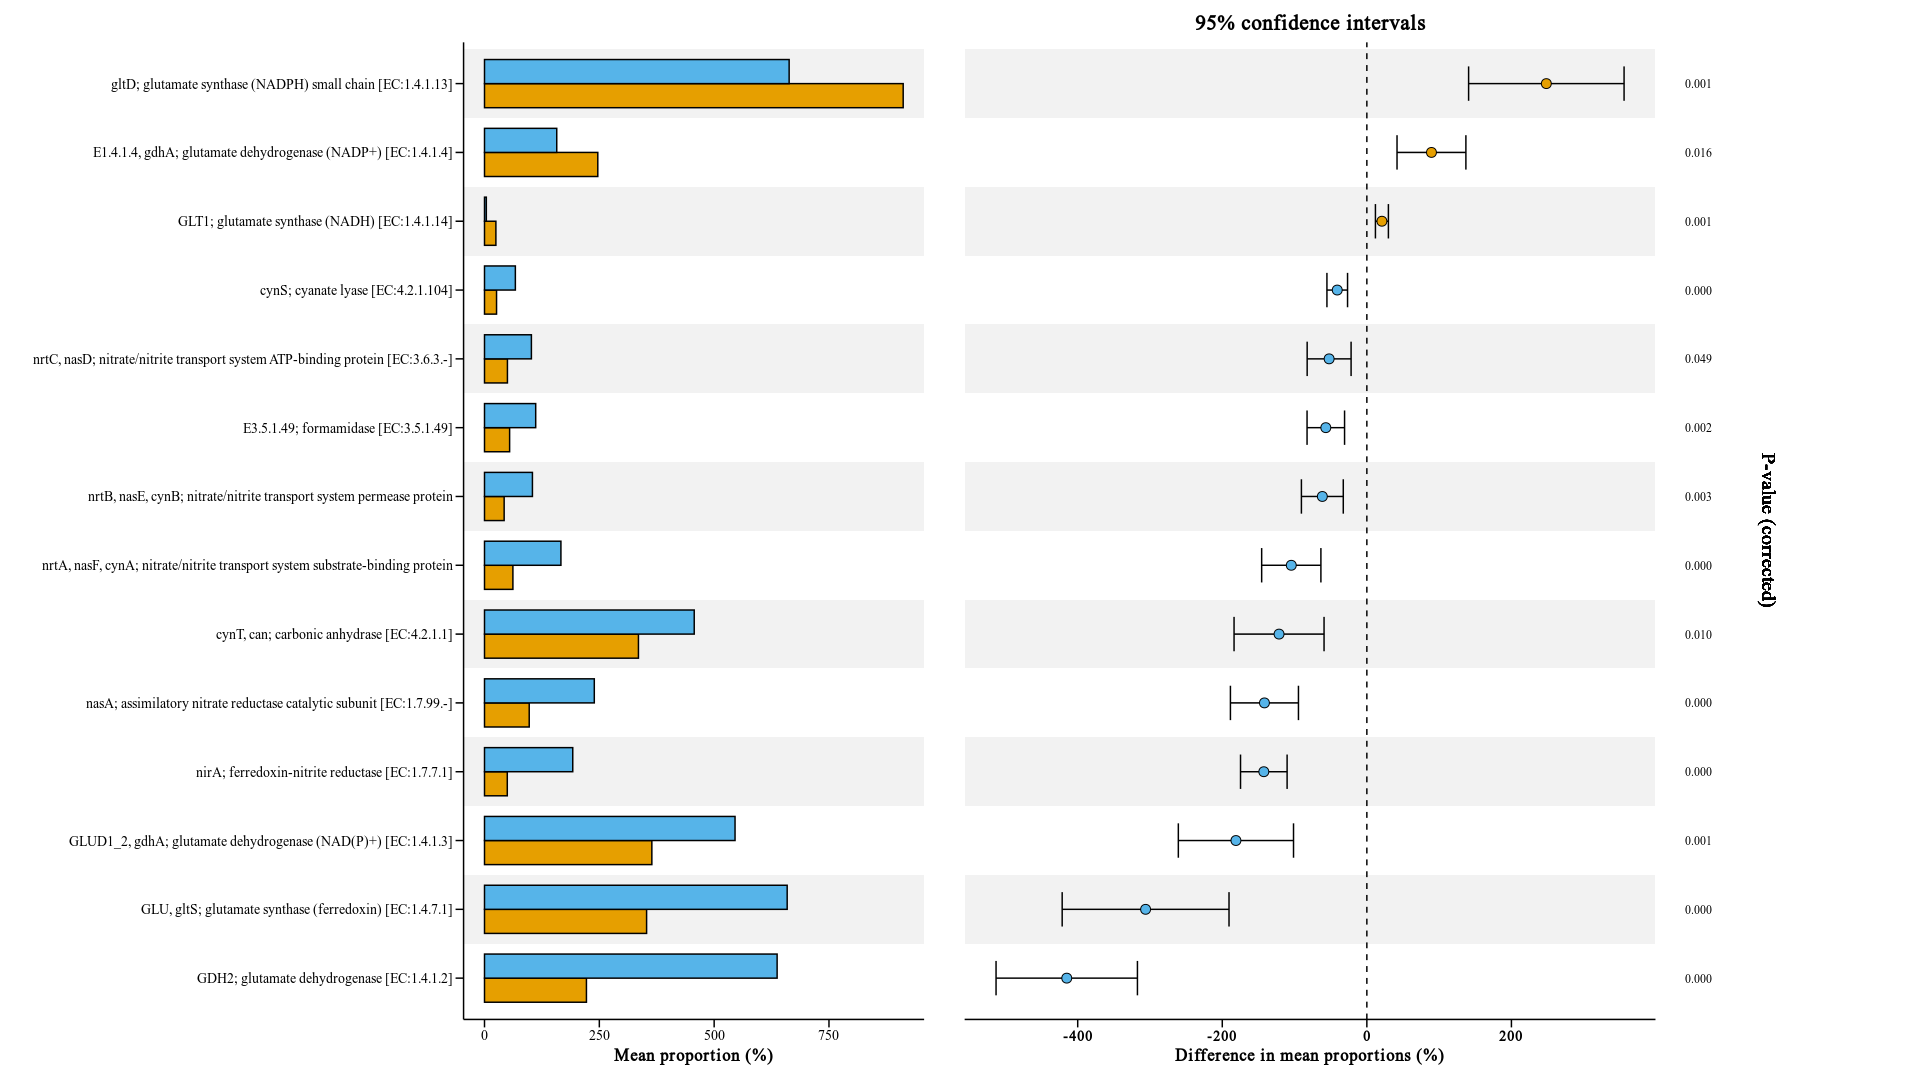 95% confidence intervals
gltD; glutamate synthase (NADPH) small chain [EC:1.4.1.13]
0.001
E1.4.1.4, gdhA; glutamate dehydrogenase (NADP+) [EC:1.4.1.4]
0.016
GLT1; glutamate synthase (NADH) [EC:1.4.1.14]
0.001
cynS; cyanate lyase [EC:4.2.1.104]
0.000
nrtC, nasD; nitrate/nitrite transport system ATP-binding protein [EC:3.6.3.-]
0.049
E3.5.1.49; formamidase [EC:3.5.1.49]
0.002
nrtB, nasE, cynB; nitrate/nitrite transport system permease protein
0.003
nrtA, nasF, cynA; nitrate/nitrite transport system substrate-binding protein
0.000
cynT, can; carbonic anhydrase [EC:4.2.1.1]
0.010
nasA; assimilatory nitrate reductase catalytic subunit [EC:1.7.99.-]
0.000
nirA; ferredoxin-nitrite reductase [EC:1.7.7.1]
0.000
GLUD1_2, gdhA; glutamate dehydrogenase (NAD(P)+) [EC:1.4.1.3]
0.001
GLU, gltS; glutamate synthase (ferredoxin) [EC:1.4.7.1]
0.000
GDH2; glutamate dehydrogenase [EC:1.4.1.2]
0.000
P-value (corrected)
0 250 500 750
Mean proportion (%)
-400 -200 0 200
Difference in mean proportions (%)